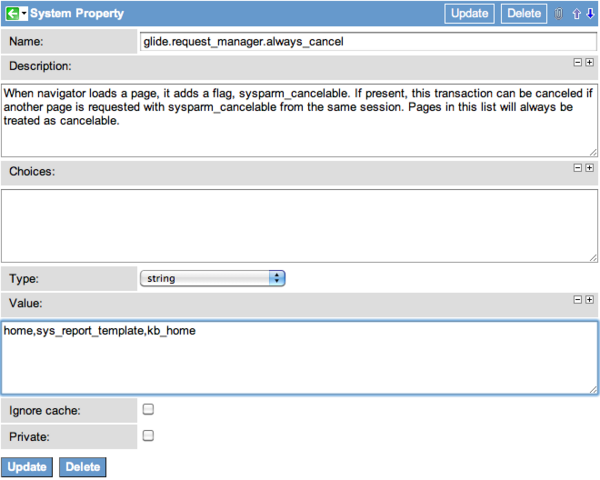 System Property
Update
Delete
Name:
glide.request_manager.always_cancel
Description:
When navigator loads a page, it adds a flag, sysparm_cancelable. If present, this transaction can be canceled if
another page is requested with sysparm_cancelable from the same session. Pages in this list will always be
treated as cancelable.
Choices:
Type:
string
Value:
home,sys_report_template,kb_home
Ignore cache:
Private:
Update
Delete